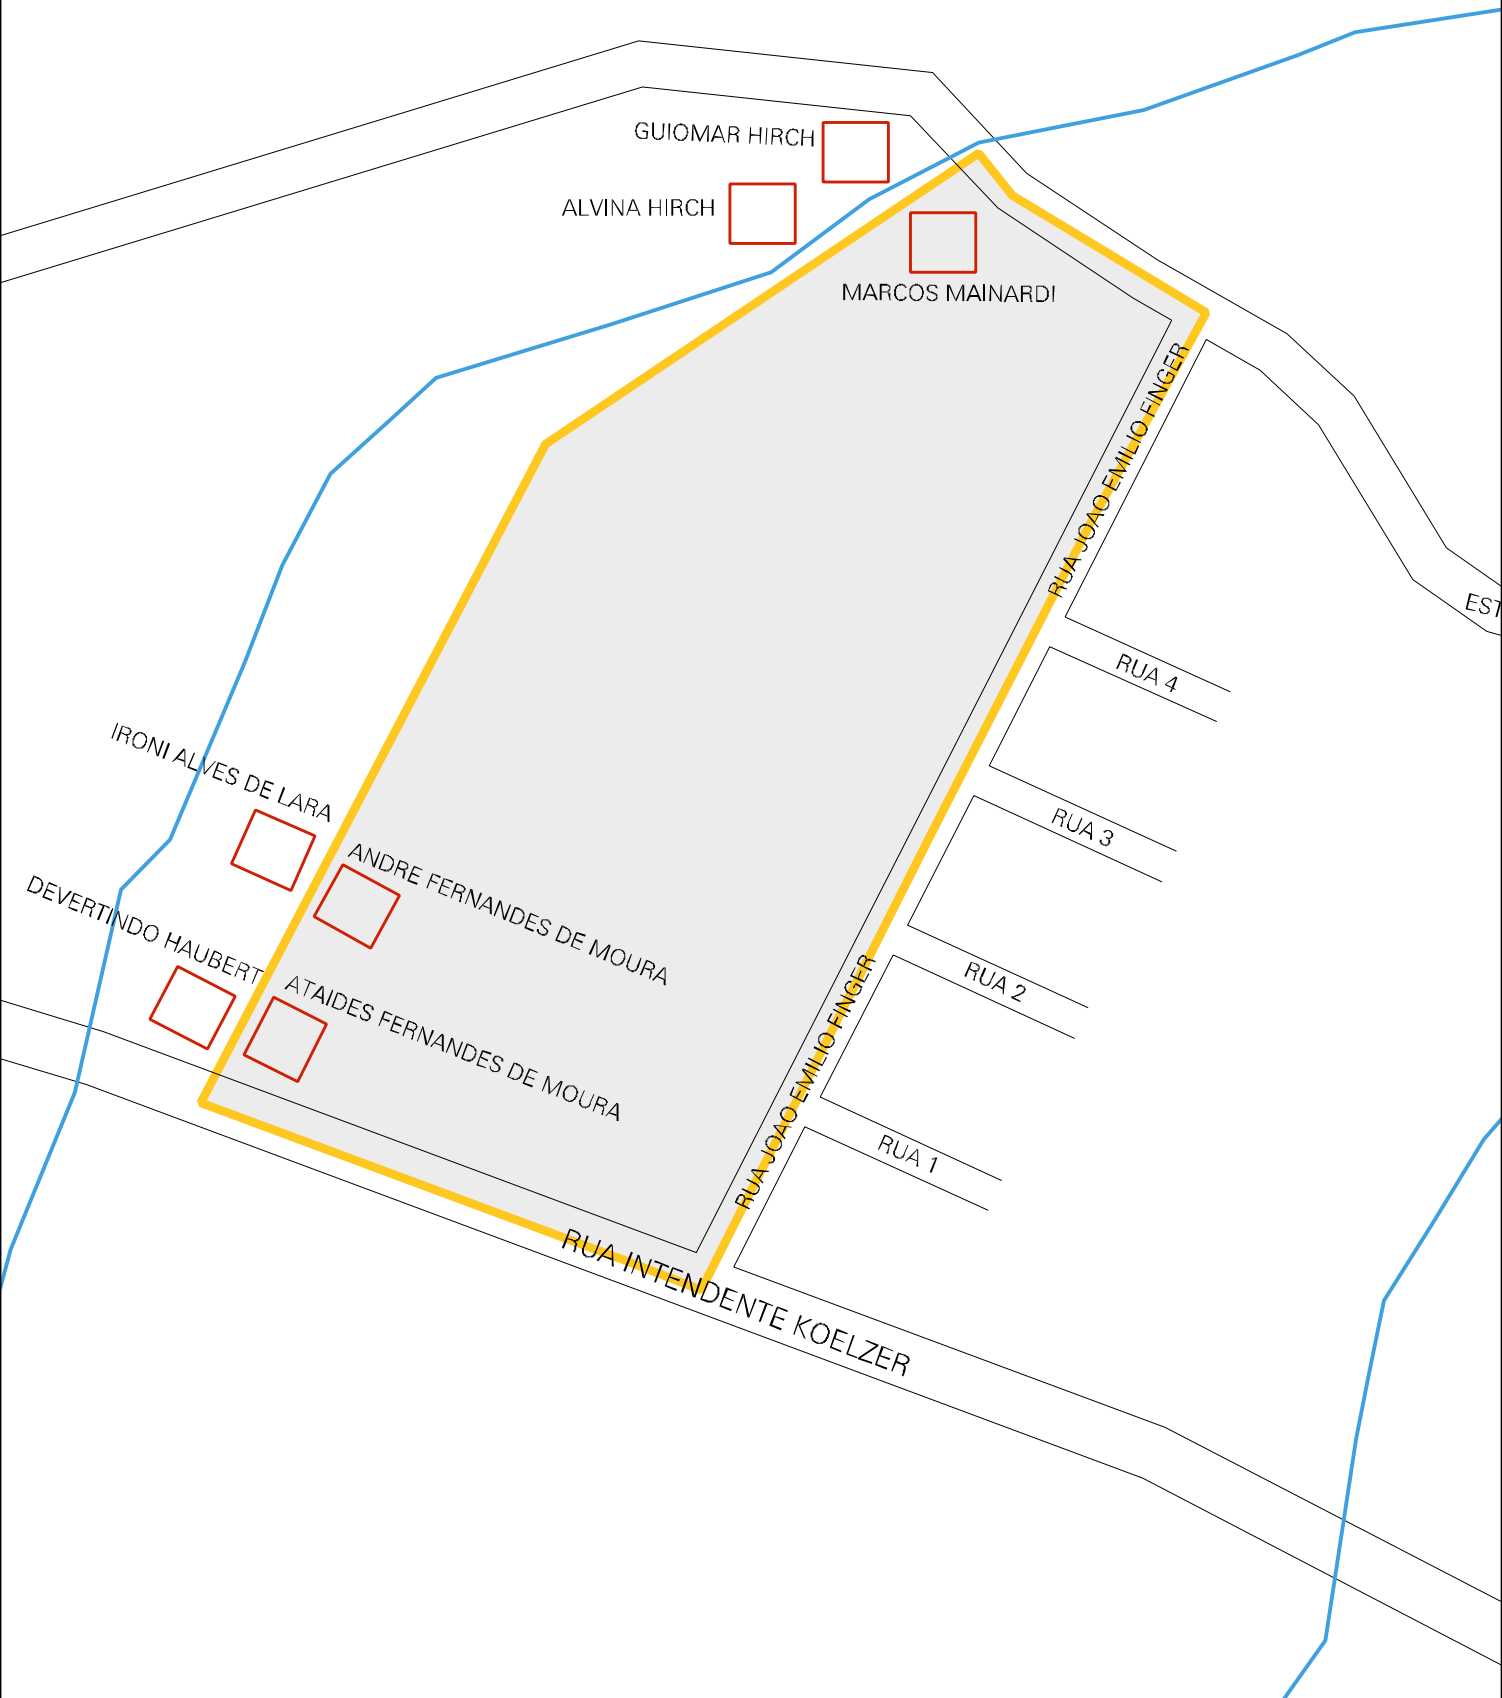 GUIOMAR HIRCH
ALVINA HIRCH
MARCOS MAINARDI
RUA JOAO EMILIO FINGER
EST
RUA 4
IRONI ALVES DE LARA
RUA 3
ANDRE FERNANDES DE MOURA
DEVERTINDO HAUBERT
RUA 2
ATAIDES FERNANDES DE MOURA
RUA JOAO EMILIO FINGER
RUA 1
RUA INTENDENTE KOELZER